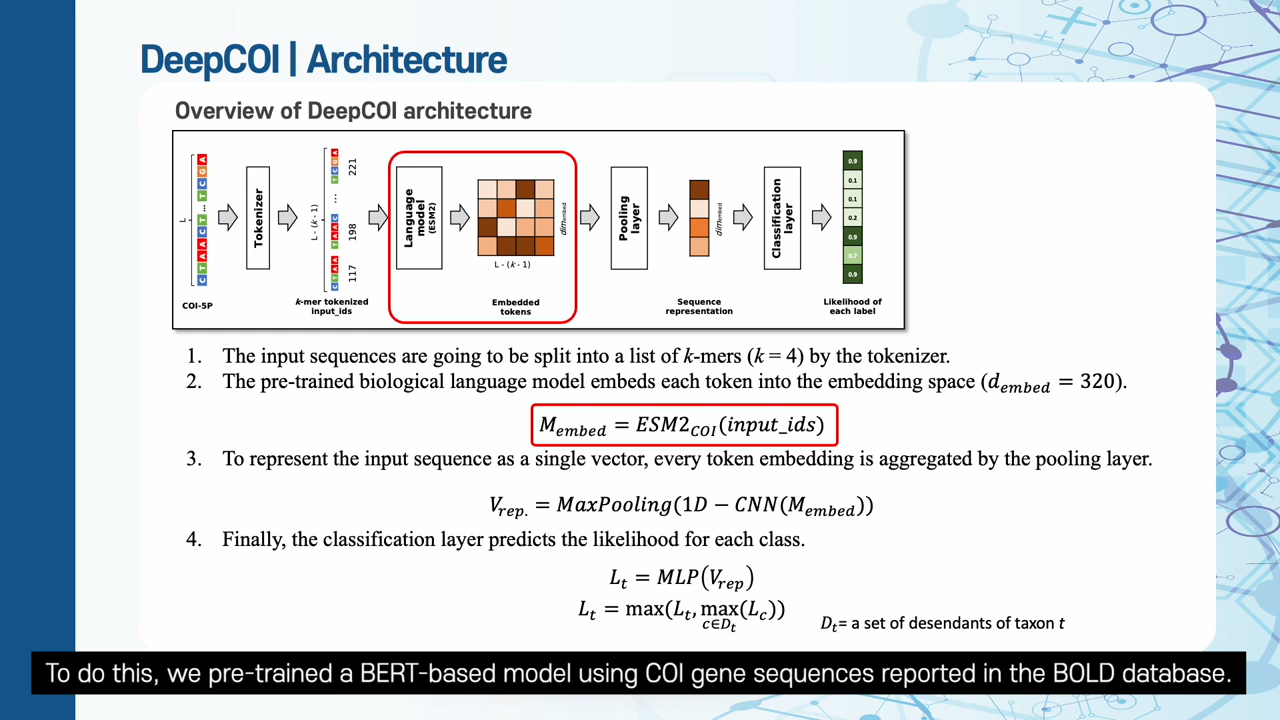 DeepCOI | Architecture
Overview of DeepCOI architecture
L
C T A A C T ... T C G A
COI-5P
Tokenizer
L - (k - 1)
C T A A T A A C ... T C G A
117 198 221
k-mer tokenized
input_ids
Language
model
(ESM2)
dim_embed
L - (k - 1)
Embedded
tokens
Pooling
layer
dim_embed
Sequence
representation
Classification
layer
0.9
0.1
0.1
0.2
0.9
0.7
0.9
Likelihood of
each label
1. The input sequences are going to be split into a list of k-mers (k = 4) by the tokenizer.
2. The pre-trained biological language model embeds each token into the embedding space (d_embed = 320).
M_embed = ESM2_COI(input_ids)
3. To represent the input sequence as a single vector, every token embedding is aggregated by the pooling layer.
V_rep. = MaxPooling(1D − CNN(M_embed))
4. Finally, the classification layer predicts the likelihood for each class.
L_t = MLP(V_rep)
L_t = max(L_t, max(L_c))
c∈D_t
D_t= a set of desendants of taxon t
To do this, we pre-trained a BERT-based model using COI gene sequences reported in the BOLD database.